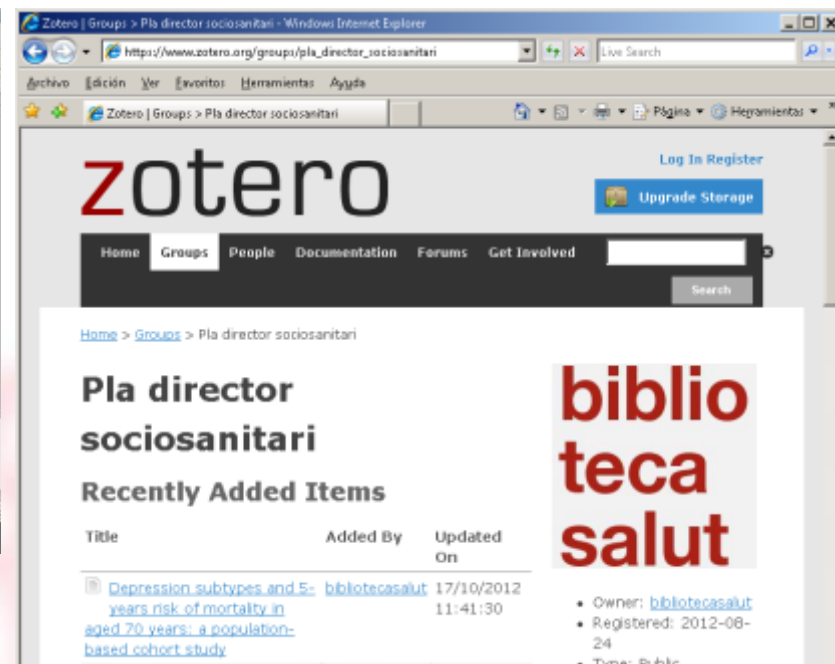 Zotero | Groups > Pla director sociosanitari - Windows Internet Explorer
https://www.zotero.org/groups/pla_director_sociosanitari
Live Search
Archivo Edición Ver Favoritos Herramientas Ayuda
Zotero | Groups > Pla director sociosanitari
Página Herramientas
zotero
Log In Register
Upgrade Storage
Home Groups People Documentation Forums Get Involved
Search
Home > Groups > Pla director sociosanitari
Pla director
sociosanitari
Recently Added Items
Title Added By Updated
On
Depression subtypes and 5- bibliotecasalut 17/10/2012
years risk of mortality in 11:41:30
aged 70 years: a population-
based cohort study
biblio
teca
salut
Owner: bibliotecasalut
Registered: 2012-08-
24
Type: Public